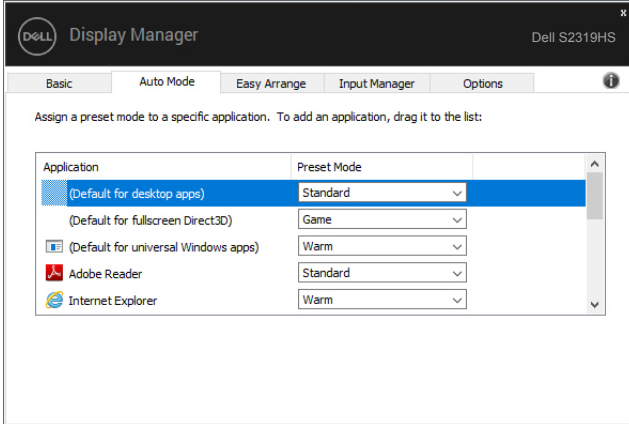 x
DELL Display Manager
Dell S2319HS
Basic Auto Mode Easy Arrange Input Manager Options
Assign a preset mode to a specific application. To add an application, drag it to the list:
Application Preset Mode
(Default for desktop apps) Standard
(Default for fullscreen Direct3D) Game
(Default for universal Windows apps) Warm
Adobe Reader Standard
Internet Explorer Warm